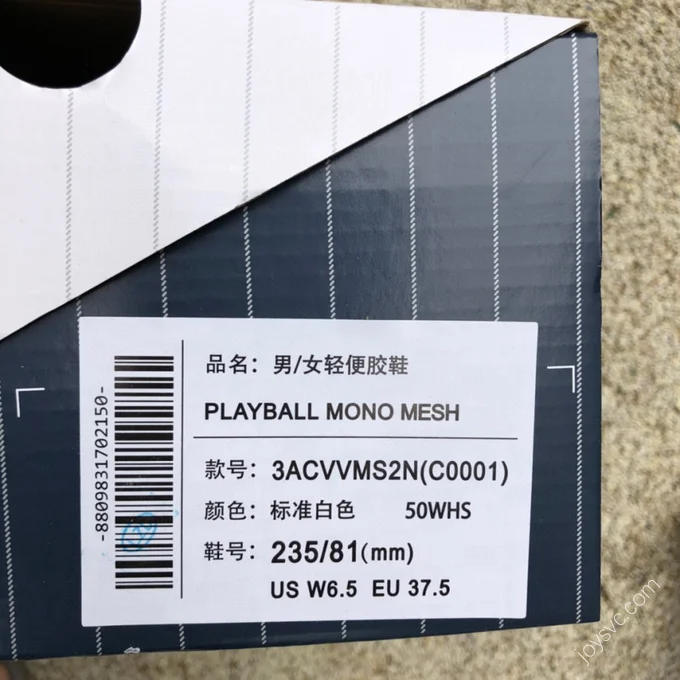 品名：男/女轻便胶鞋
PLAYBALL MONO MESH
款号：3ACVVMS2N(C0001)
颜色：标准白色 50WHS
鞋号：235/81(mm)
US W6.5 EU 37.5
-8809831702150-
joysvc.com